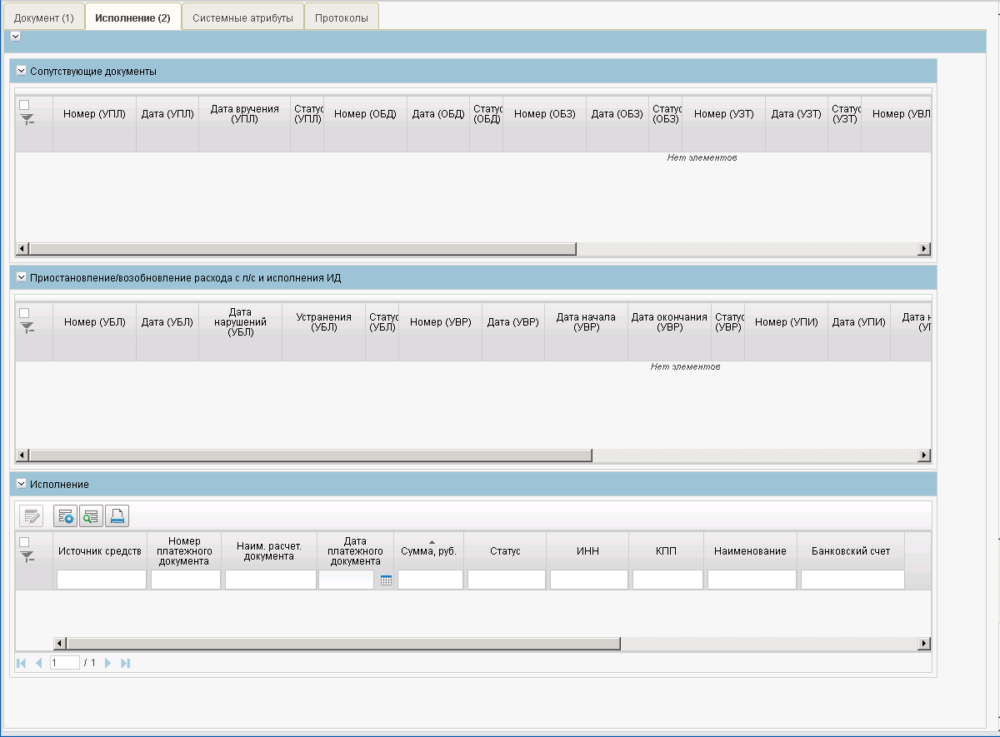 Документ (1) Исполнение (2) Системные атрибуты Протоколы
Сопутствующие документы
Номер (УПЛ) Дата (УПЛ) Дата вручения (УПЛ) Статус (УПЛ) Номер (ОБД) Дата (ОБД) Статус (ОБД) Номер (ОБЗ) Дата (ОБЗ) Статус (ОБЗ) Номер (УЗТ) Дата (УЗТ) Статус (УЗТ) Номер (УВЛ
Нет элементов
Приостановление/возобновление расхода с л/с и исполнения ИД
Номер (УБЛ) Дата (УБЛ) Дата нарушений (УБЛ) Устранения (УБЛ) Статус (УБЛ) Номер (УВР) Дата (УВР) Дата начала (УВР) Дата окончания (УВР) Статус (УВР) Номер (УПИ) Дата (УПИ) Дата н (УП
Нет элементов
Исполнение
Источник средств Номер платежного документа Наим. расчет. документа Дата платежного документа Сумма, руб. Статус ИНН КПП Наименование Банковский счет
1 / 1